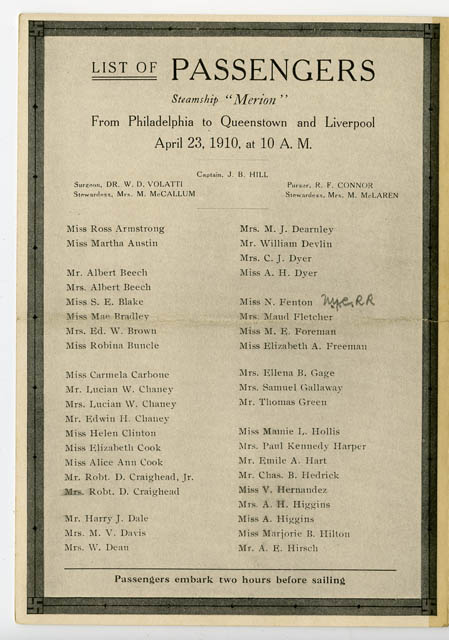 LIST OF PASSENGERS
Steamship "Merion"
From Philadelphia to Queenstown and Liverpool
April 23, 1910, at 10 A. M.
Captain, J. B. HILL
Surgeon, DR. W. D. VOLATTI
Stewardess, Mrs. M. McCALLUM
Purser, R. F. CONNOR
Stewardess, Mrs. M. McLAREN
Miss Ross Armstrong
Miss Martha Austin
Mr. Albert Beech
Mrs. Albert Beech
Miss S. E. Blake
Miss Mae Bradley
Mrs. Ed. W. Brown
Miss Robina Buncle
Miss Carmela Carbone
Mr. Lucian W. Chaney
Mrs. Lucian W. Chaney
Mr. Edwin H. Chaney
Miss Helen Clinton
Miss Elizabeth Cook
Miss Alice Ann Cook
Mr. Robt. D. Craighead, Jr.
Mrs. Robt. D. Craighead
Mr. Harry J. Dale
Mrs. M. V. Davis
Mrs. W. Dean
Mrs. M. J. Dearnley
Mr. William Devlin
Mrs. C. J. Dyer
Miss A. H. Dyer
Miss N. Fenton
Mrs. Maud Fletcher
Miss M. E. Foreman
Miss Elizabeth A. Freeman
Mrs. Ellena B. Gage
Mrs. Samuel Gallaway
Mr. Thomas Green
Miss Mamie L. Hollis
Mrs. Paul Kennedy Harper
Mr. Emile A. Hart
Mr. Chas. B. Hedrick
Miss V. Hernandez
Mrs. A. H. Higgins
Miss A. Higgins
Miss Marjorie B. Hilton
Mr. A. E. Hirsch
Passengers embark two hours before sailing